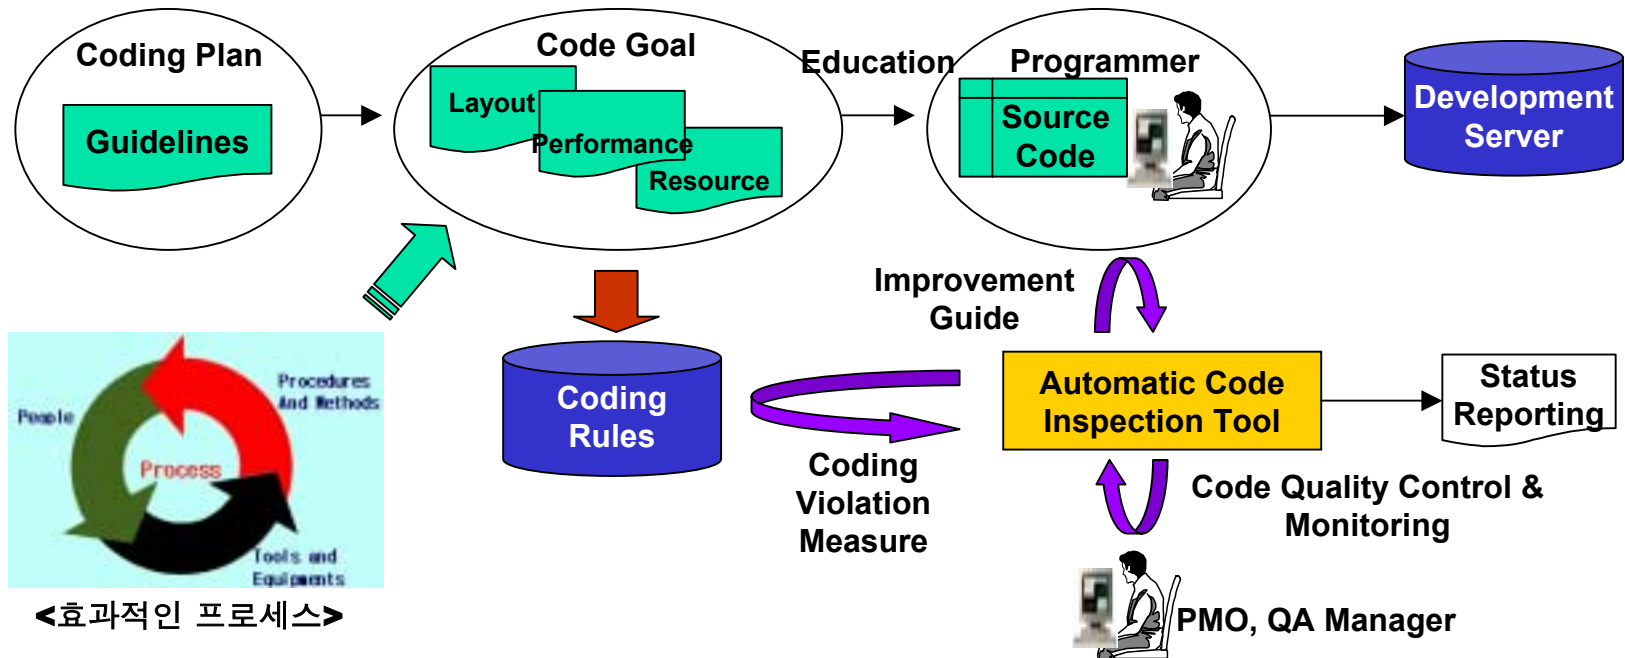 Coding Plan
Guidelines
Code Goal
Layout
Performance
Resource
Education
Programmer
Source
Code
Development
Server
Improvement
Guide
People
Procedures
And Methods
Process
Tools and
Equipments
<효과적인 프로세스>
Coding
Rules
Coding
Violation
Measure
Automatic Code
Inspection Tool
Status
Reporting
Code Quality Control &
Monitoring
PMO, QA Manager